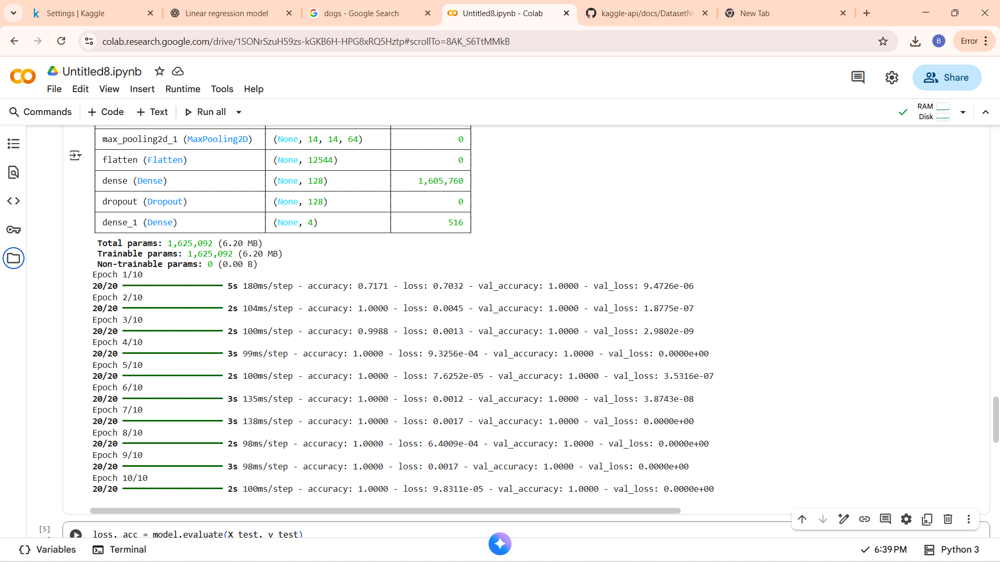 Settings | Kaggle
Linear regression model
dogs - Google Search
Untitled8.ipynb - Colab
kaggle-api/docs/DatasetN
New Tab
colab.research.google.com/drive/1SONrSzuH59zs-kGKB6H-HPG8xRQ5Hztp#scrollTo=8AK_S6TtMMkB
B
Error
Untitled8.ipynb
File Edit View Insert Runtime Tools Help
Share
Commands + Code + Text Run all
RAM
Disk
max_pooling2d_1 (MaxPooling2D) (None, 14, 14, 64) 0
flatten (Flatten) (None, 12544) 0
dense (Dense) (None, 128) 1,605,760
dropout (Dropout) (None, 128) 0
dense_1 (Dense) (None, 4) 516
Total params: 1,625,092 (6.20 MB)
Trainable params: 1,625,092 (6.20 MB)
Non-trainable params: 0 (0.00 B)
Epoch 1/10
20/20 5s 180ms/step - accuracy: 0.7171 - loss: 0.7032 - val_accuracy: 1.0000 - val_loss: 9.4726e-06
Epoch 2/10
20/20 2s 104ms/step - accuracy: 1.0000 - loss: 0.0045 - val_accuracy: 1.0000 - val_loss: 1.8775e-07
Epoch 3/10
20/20 2s 100ms/step - accuracy: 0.9988 - loss: 0.0013 - val_accuracy: 1.0000 - val_loss: 2.9802e-09
Epoch 4/10
20/20 3s 99ms/step - accuracy: 1.0000 - loss: 9.3256e-04 - val_accuracy: 1.0000 - val_loss: 0.0000e+00
Epoch 5/10
20/20 2s 100ms/step - accuracy: 1.0000 - loss: 7.6252e-05 - val_accuracy: 1.0000 - val_loss: 3.5316e-07
Epoch 6/10
20/20 3s 135ms/step - accuracy: 1.0000 - loss: 0.0012 - val_accuracy: 1.0000 - val_loss: 3.8743e-08
Epoch 7/10
20/20 3s 138ms/step - accuracy: 1.0000 - loss: 0.0017 - val_accuracy: 1.0000 - val_loss: 0.0000e+00
Epoch 8/10
20/20 2s 98ms/step - accuracy: 1.0000 - loss: 6.4009e-04 - val_accuracy: 1.0000 - val_loss: 0.0000e+00
Epoch 9/10
20/20 3s 98ms/step - accuracy: 1.0000 - loss: 0.0017 - val_accuracy: 1.0000 - val_loss: 0.0000e+00
Epoch 10/10
20/20 2s 100ms/step - accuracy: 1.0000 - loss: 9.8311e-05 - val_accuracy: 1.0000 - val_loss: 0.0000e+00
[5]
loss, acc = model.evaluate(X_test, y_test)
Variables Terminal
6:39 PM Python 3